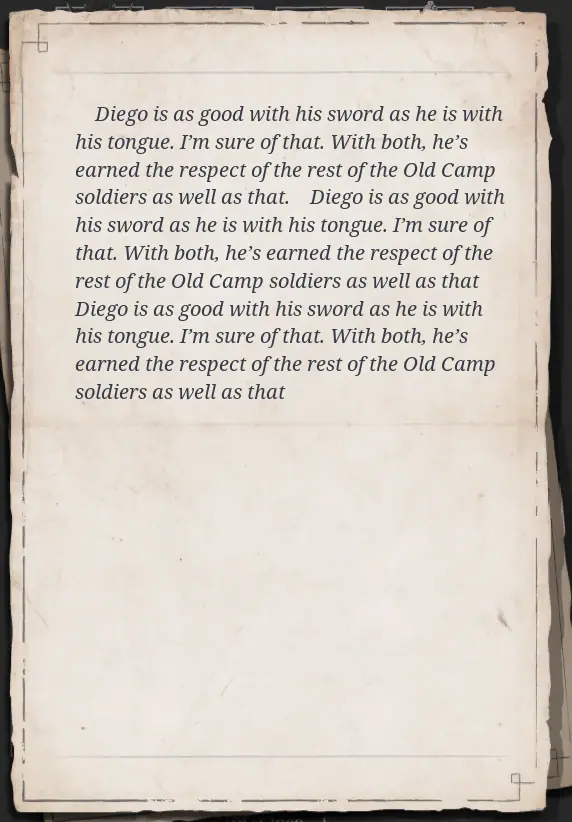 Diego is as good with his sword as he is with
his tongue. I'm sure of that. With both, he's
earned the respect of the rest of the Old Camp
soldiers as well as that.    Diego is as good with
his sword as he is with his tongue. I'm sure of
that. With both, he's earned the respect of the
rest of the Old Camp soldiers as well as that
Diego is as good with his sword as he is with
his tongue. I'm sure of that. With both, he's
earned the respect of the rest of the Old Camp
soldiers as well as that